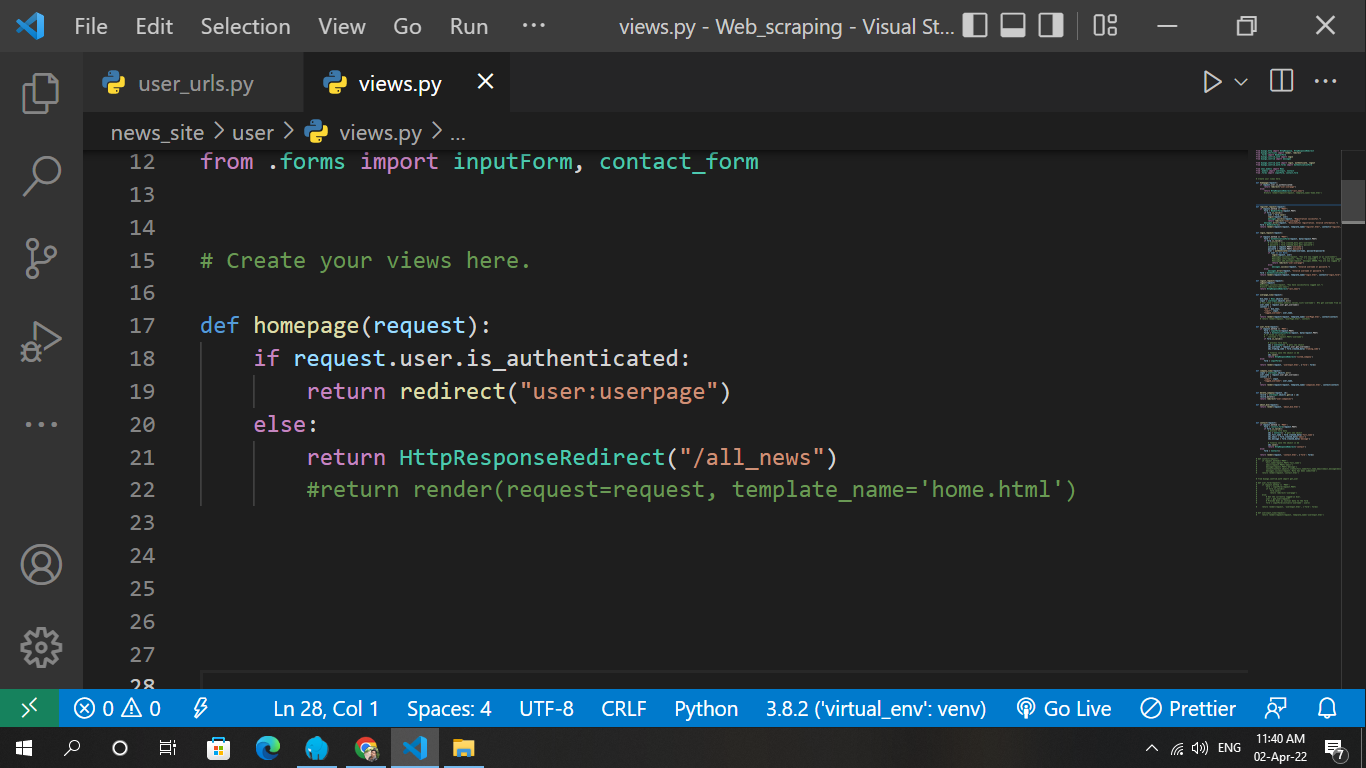 File Edit Selection View Go Run ··· views.py - Web_scraping - Visual St...
user_urls.py views.py
news_site > user > views.py > ...
12 from .forms import inputForm, contact_form
13
14
15 # Create your views here.
16
17 def homepage(request):
18 if request.user.is_authenticated:
19 return redirect("user:userpage")
20 else:
21 return HttpResponseRedirect("/all_news")
22 #return render(request=request, template_name='home.html')
23
24
25
26
27
28
0 0 Ln 28, Col 1 Spaces: 4 UTF-8 CRLF Python 3.8.2 ('virtual_env': venv) Go Live Prettier
ENG 11:40 AM
02-Apr-22 7